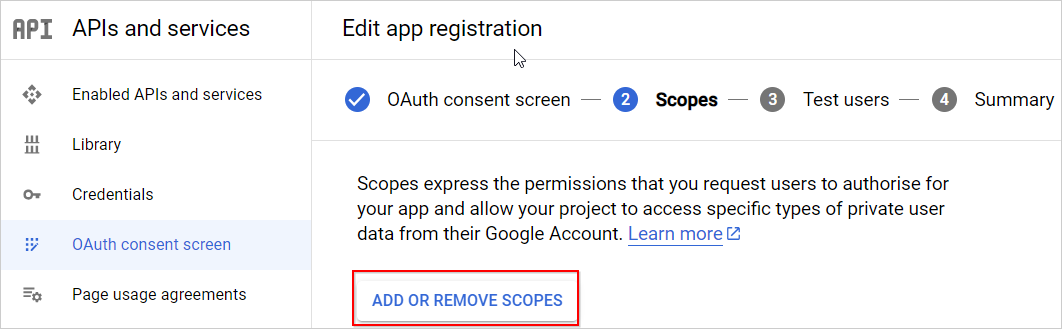 API APIs and services
Edit app registration
Enabled APIs and services
Library
Credentials
OAuth consent screen
Page usage agreements
OAuth consent screen — 2 Scopes — 3 Test users — 4 Summary
Scopes express the permissions that you request users to authorise for
your app and allow your project to access specific types of private user
data from their Google Account. Learn more
ADD OR REMOVE SCOPES